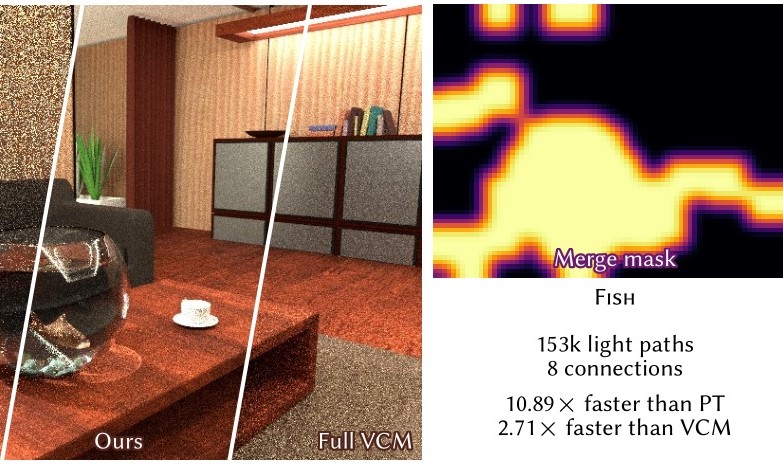 Ours
Full VCM
Merge mask
Fish
153k light paths
8 connections
10.89× faster than PT
2.71× faster than VCM